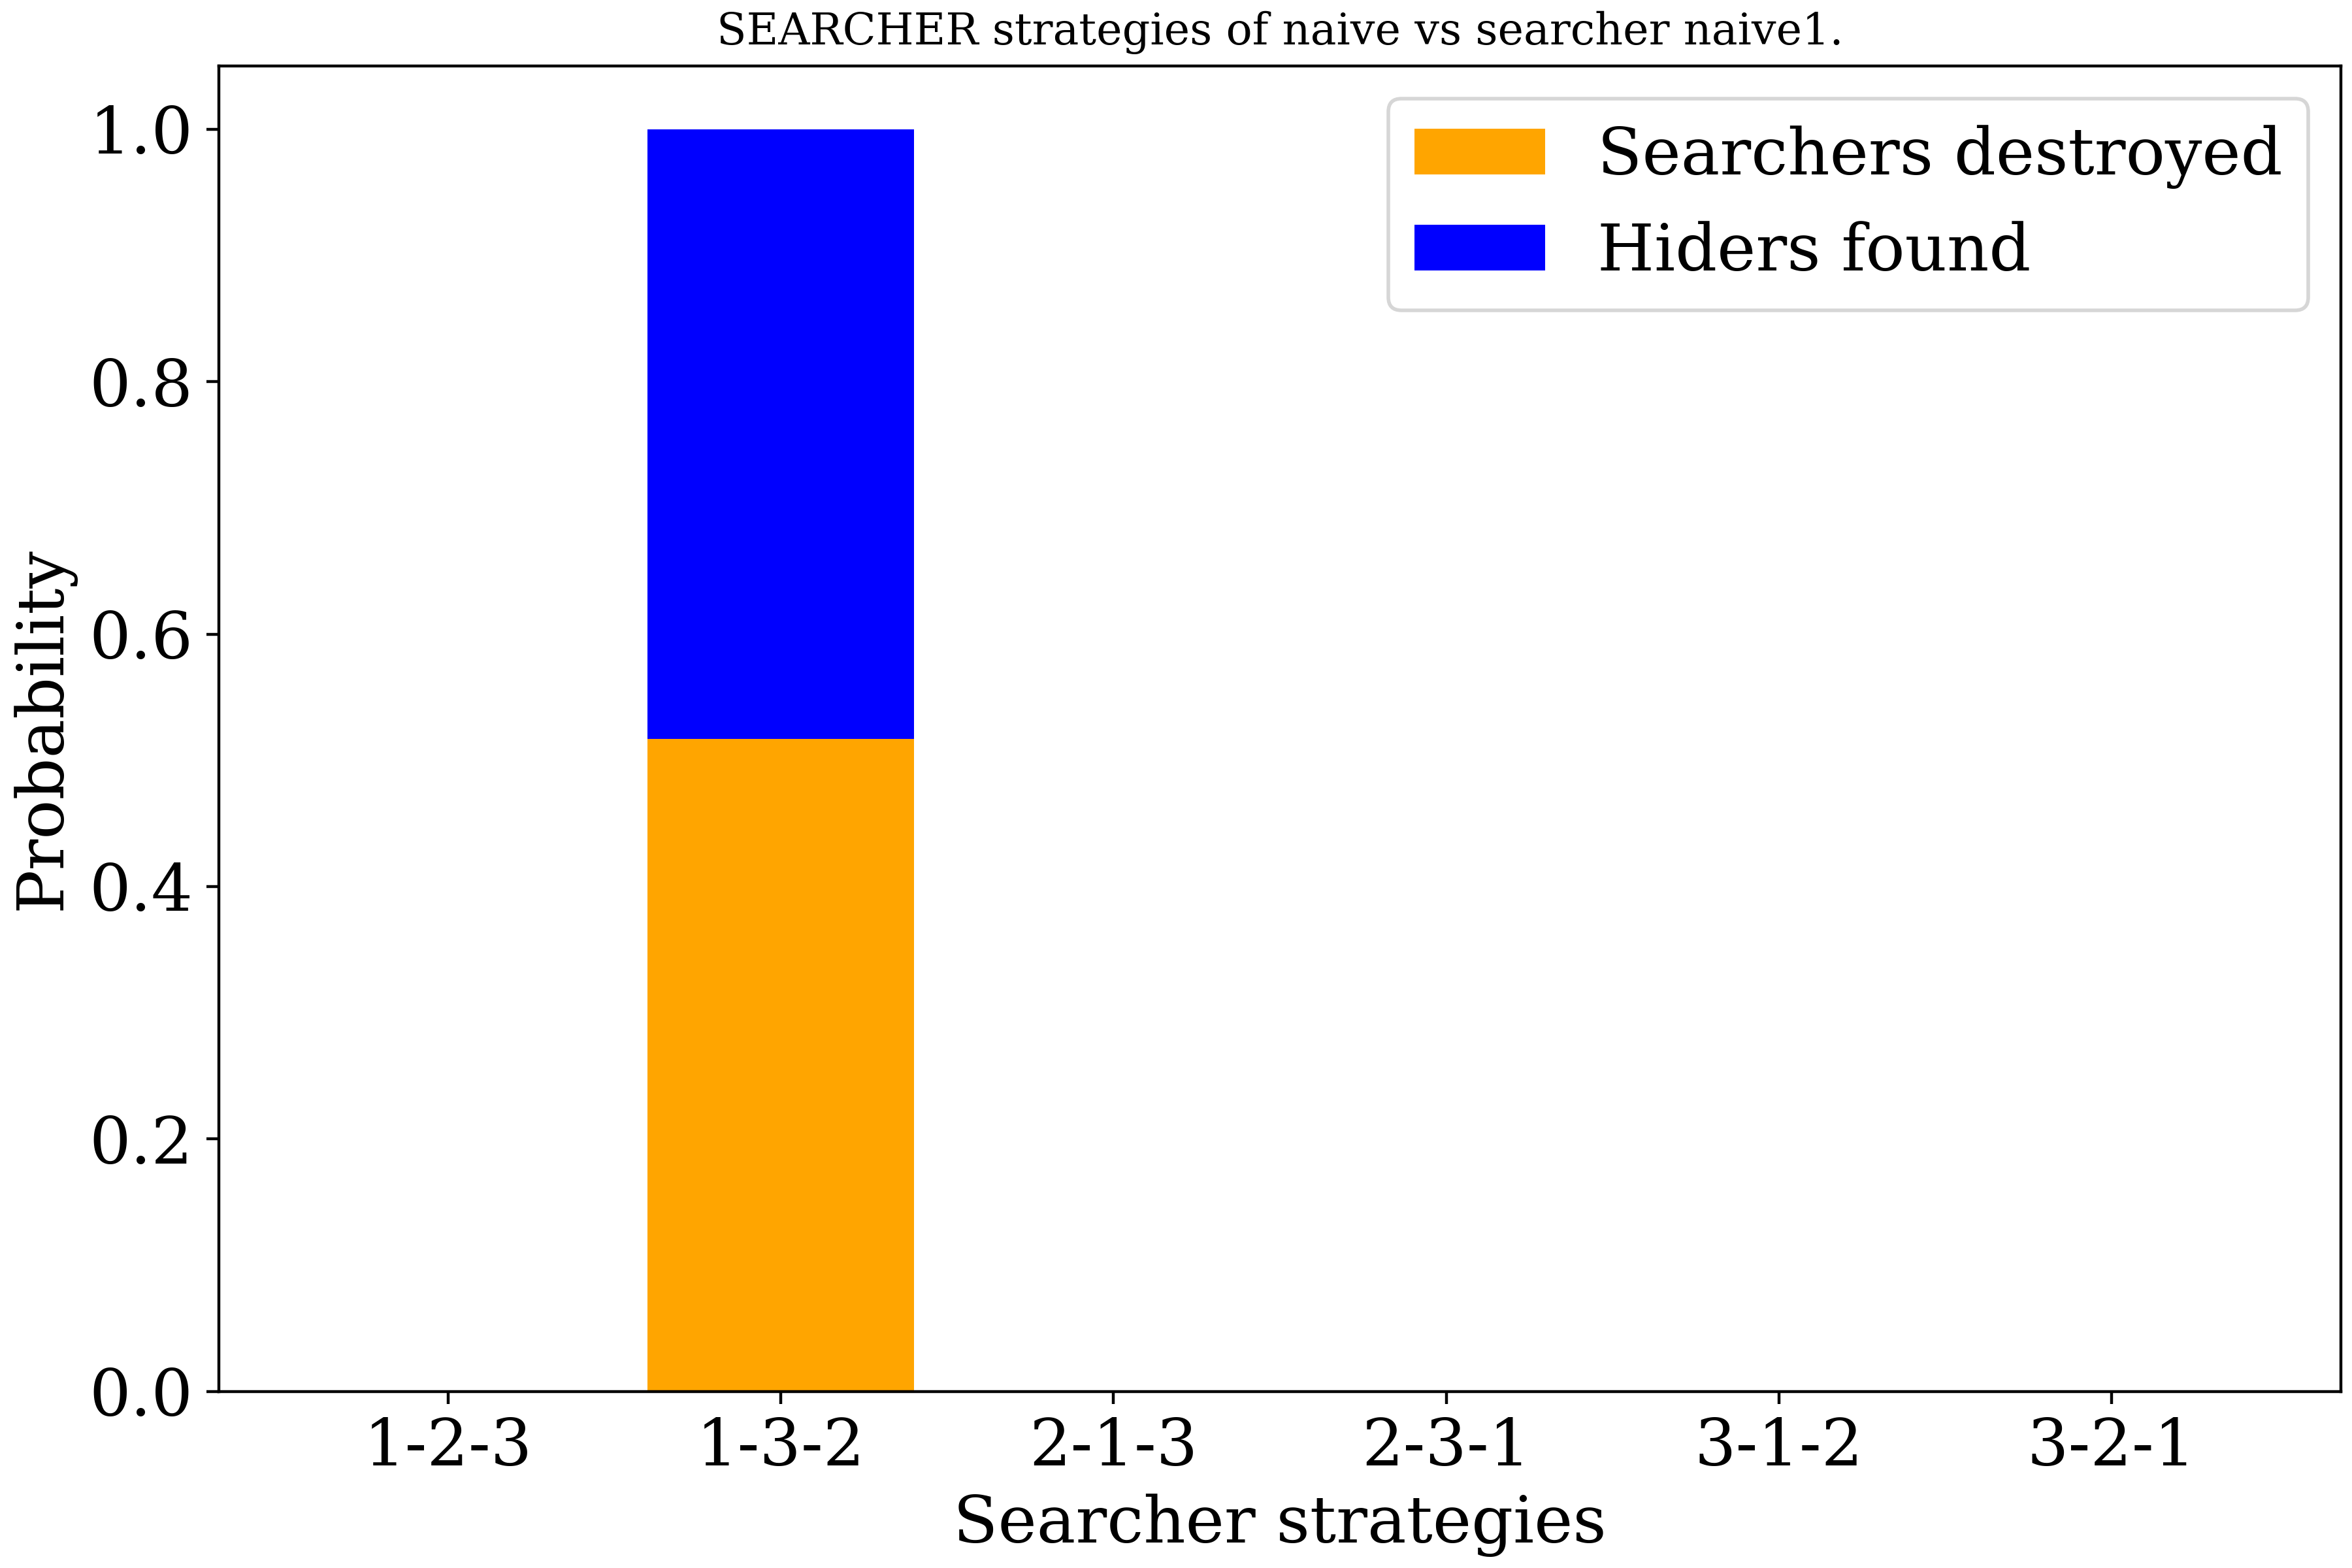 SEARCHER strategies of naive vs searcher naive1.
1.0
0.8
0.6
0.4
0.2
0.0
Probability
Searchers destroyed
Hiders found
1-2-3 1-3-2 2-1-3 2-3-1 3-1-2 3-2-1
Searcher strategies